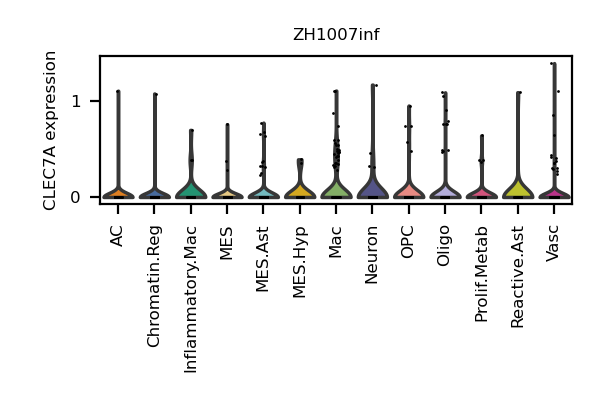 ZH1007inf
CLEC7A expression
1
0
AC
Chromatin.Reg
Inflammatory.Mac
MES
MES.Ast
MES.Hyp
Mac
Neuron
OPC
Oligo
Prolif.Metab
Reactive.Ast
Vasc